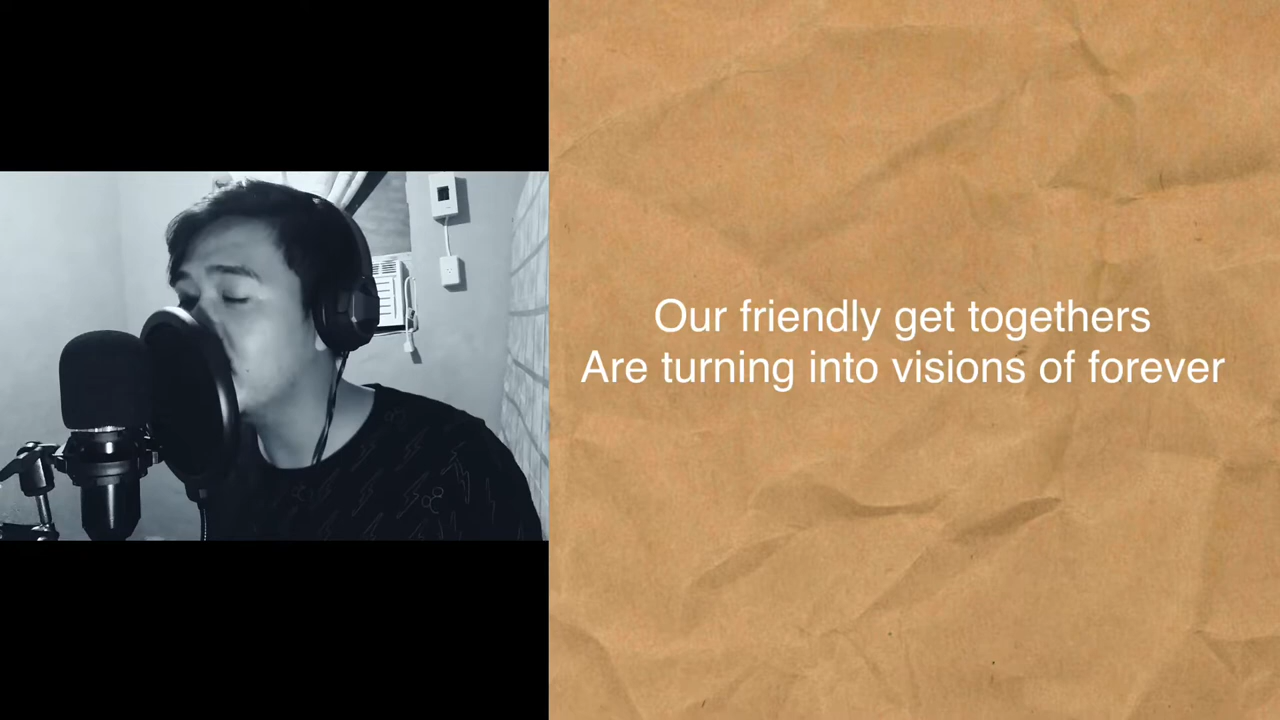 Our friendly get togethers
Are turning into visions of forever